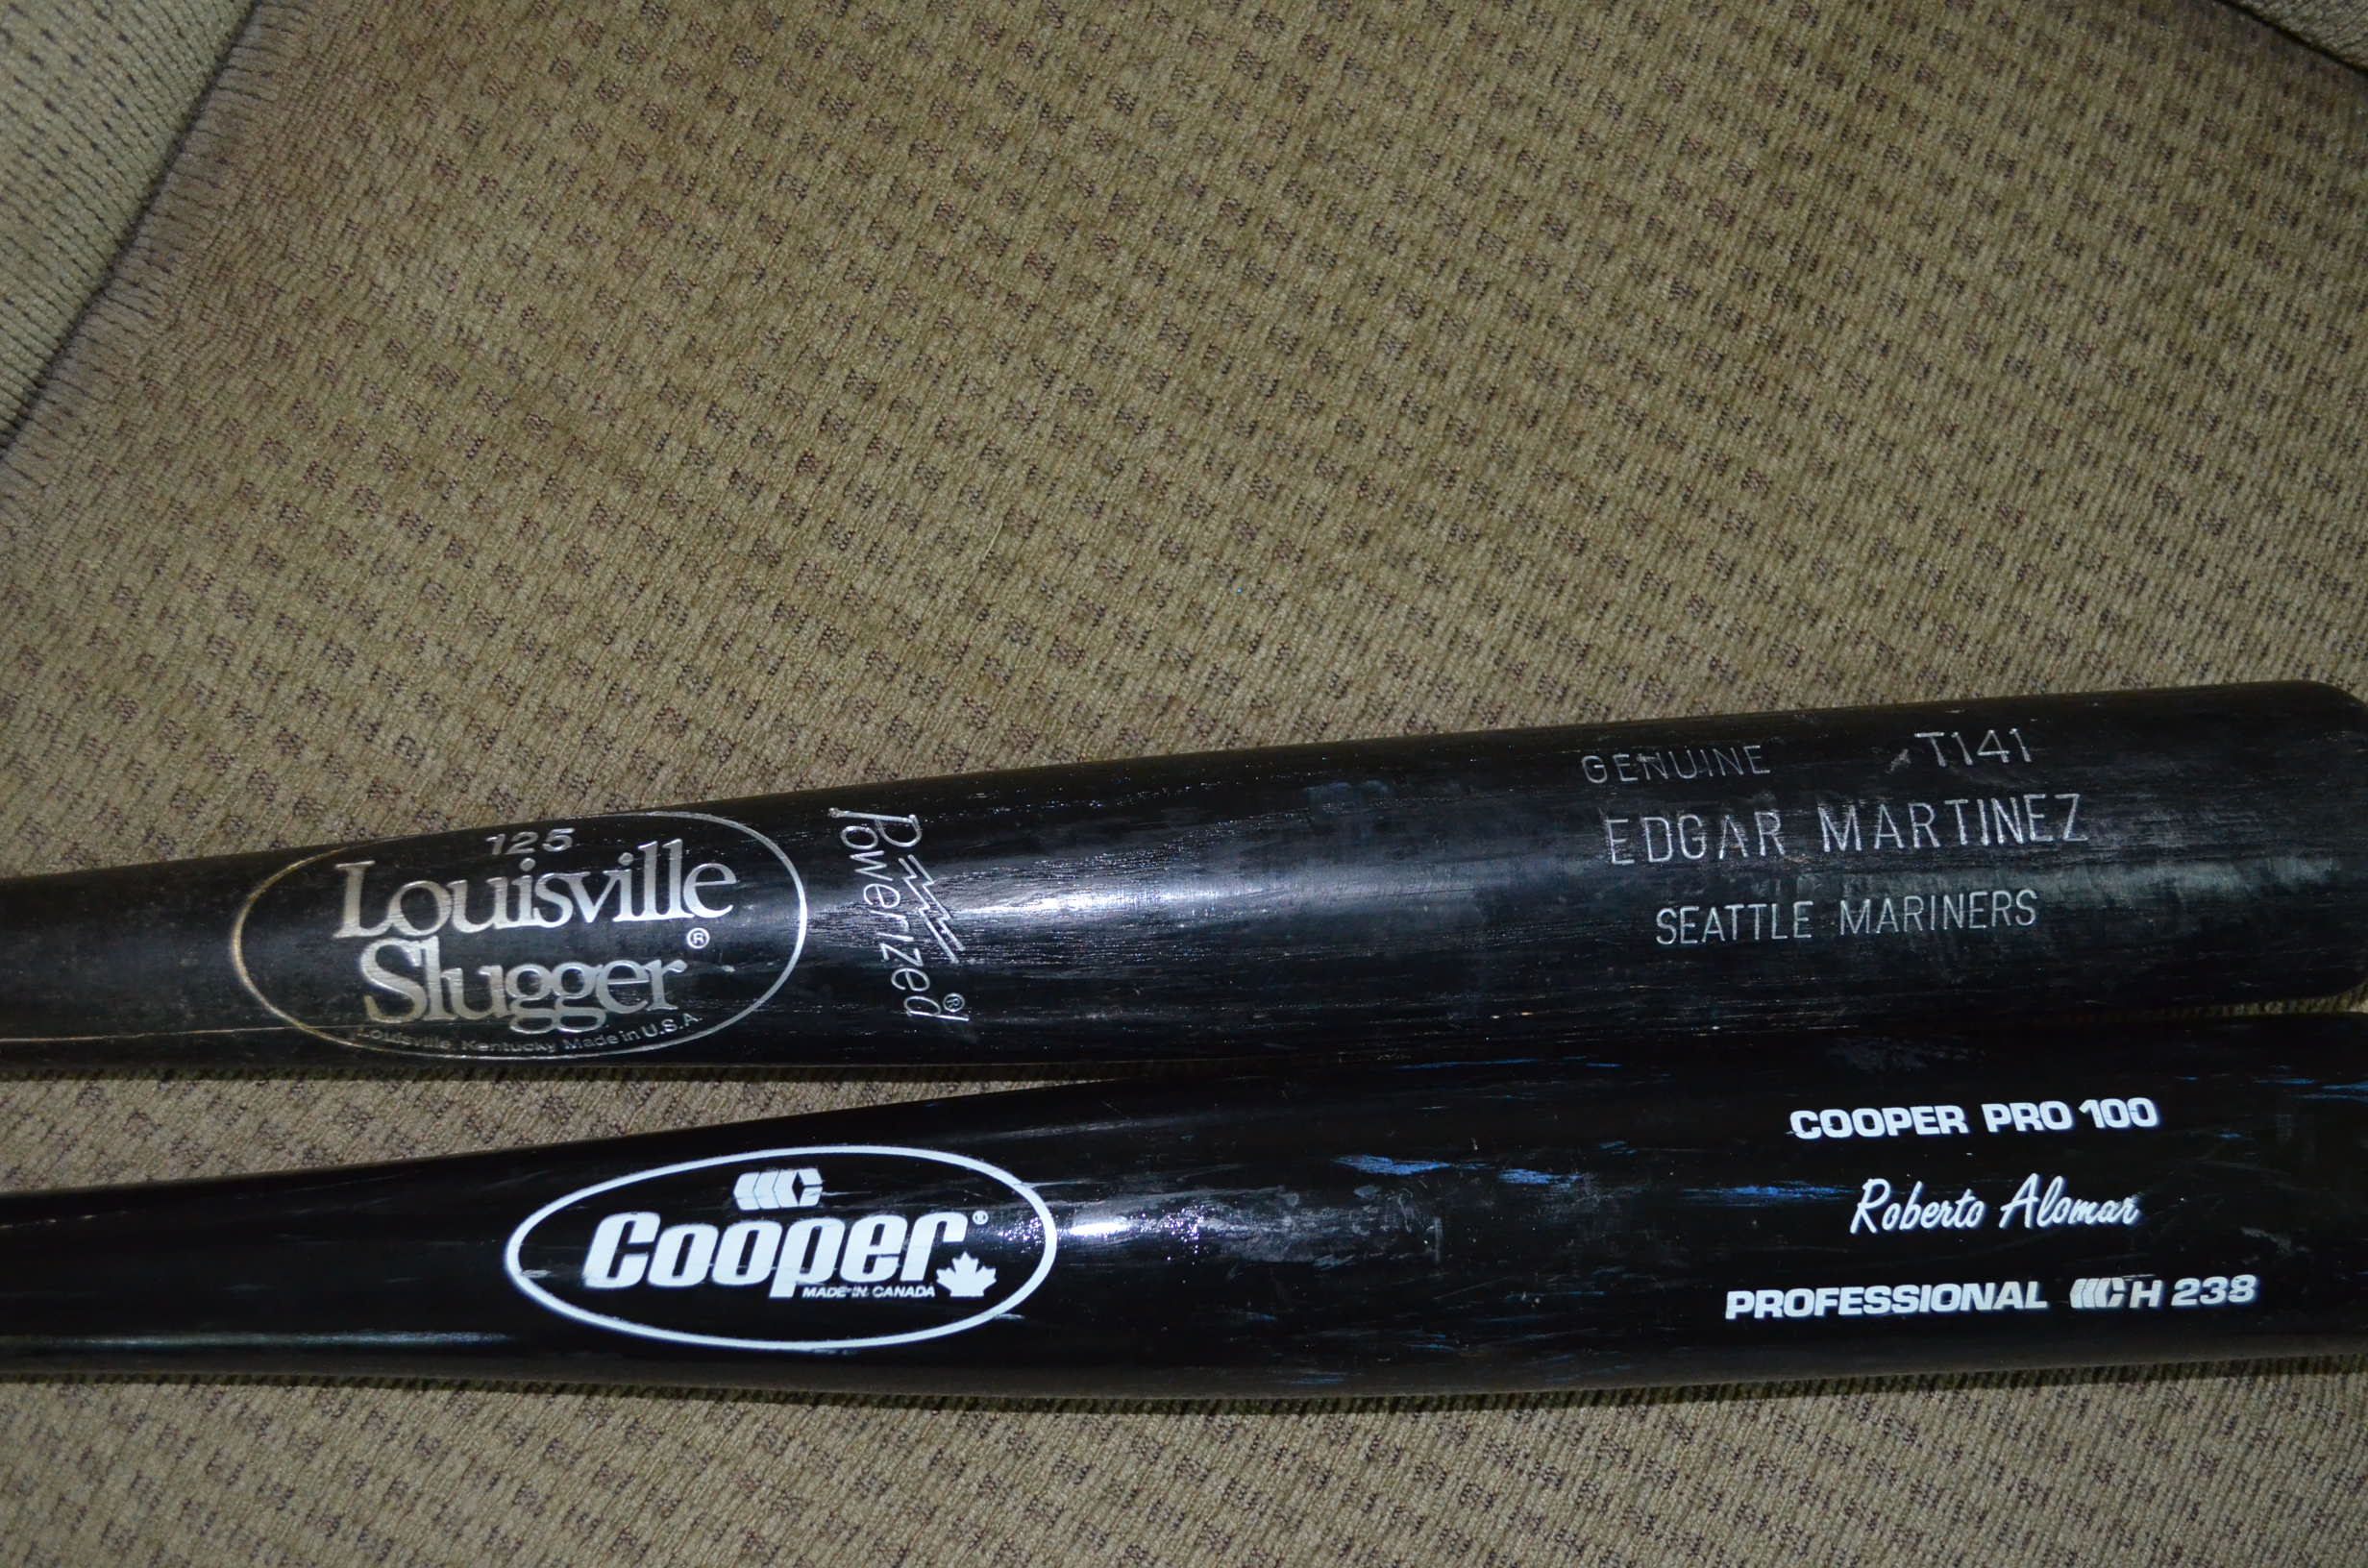 125
Louisville
Slugger®
Louisville, Kentucky Made in U.S.A.
Powerized®
GENUINE T141
EDGAR MARTINEZ
SEATTLE MARINERS
Cooper®
MADE IN CANADA
COOPER PRO 100
Roberto Alomar
PROFESSIONAL C H 238